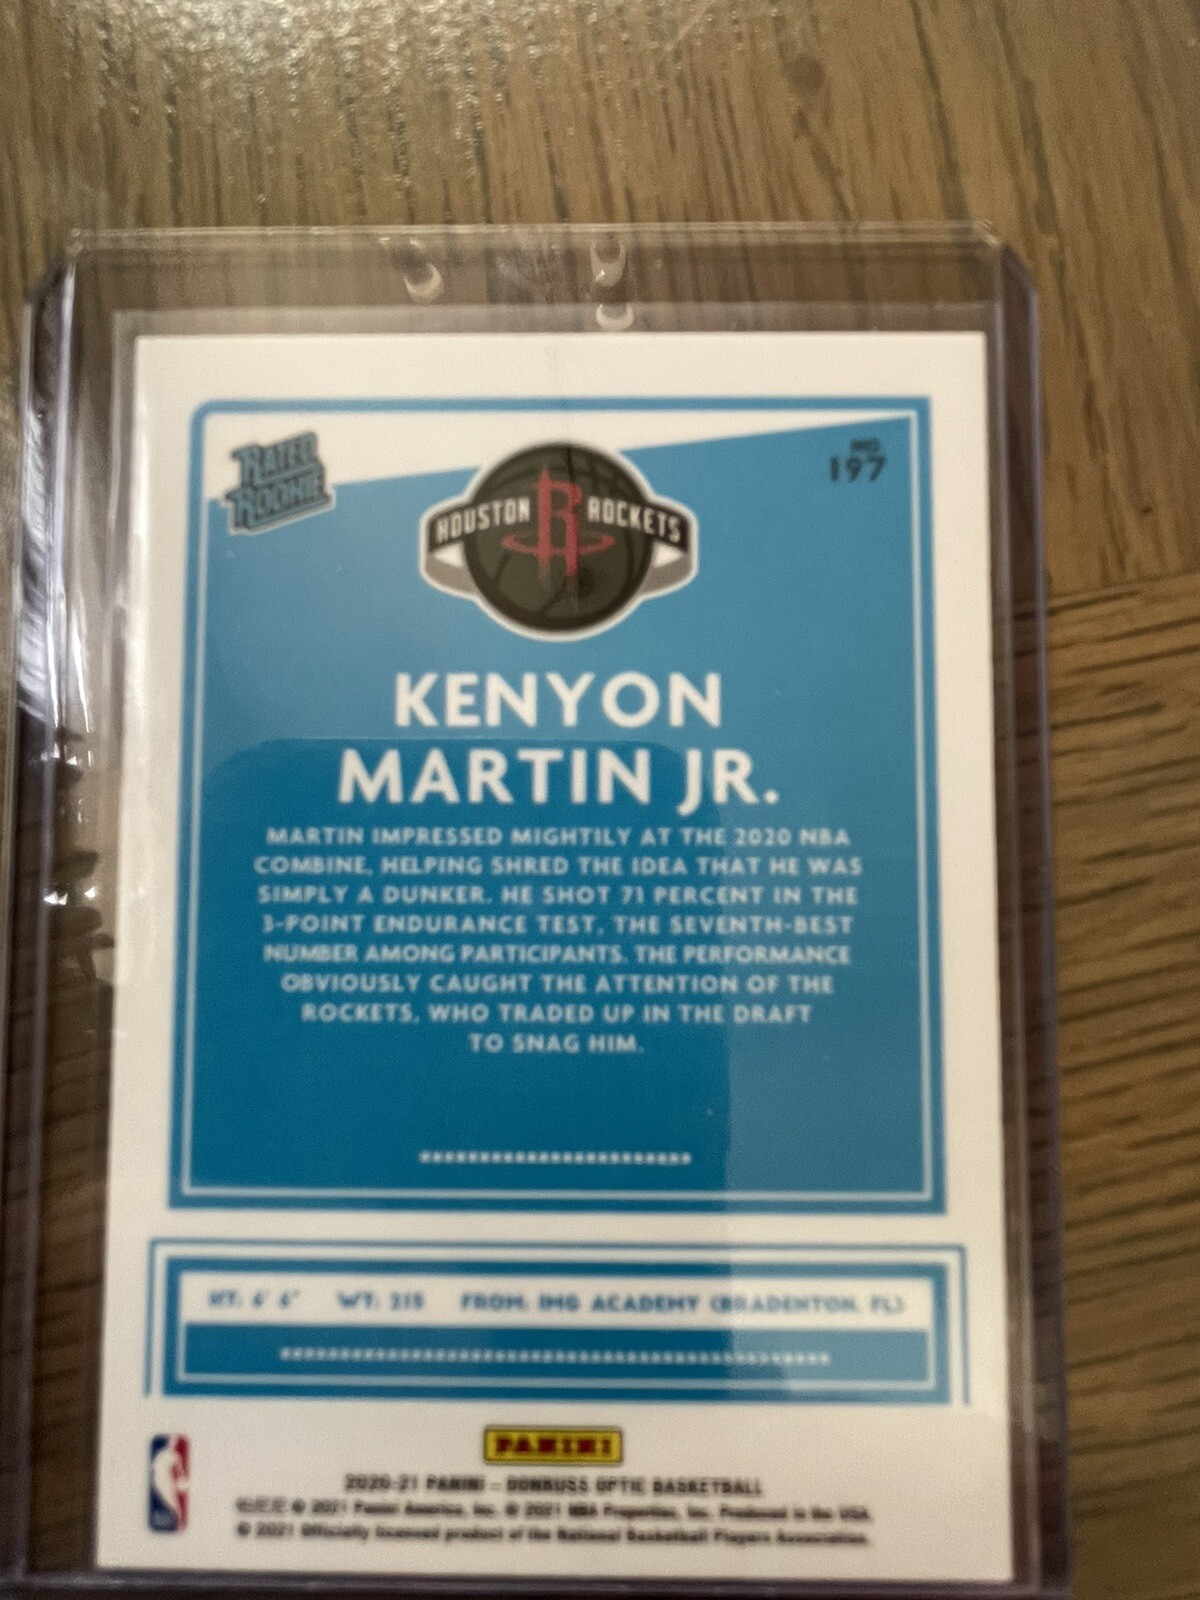 RATED ROOKIE
NO. 197
HOUSTON R ROCKETS
KENYON
MARTIN JR.
MARTIN IMPRESSED MIGHTILY AT THE 2020 NBA
COMBINE, HELPING SHRED THE IDEA THAT HE WAS
SIMPLY A DUNKER. HE SHOT 71 PERCENT IN THE
3-POINT ENDURANCE TEST, THE SEVENTH-BEST
NUMBER AMONG PARTICIPANTS. THE PERFORMANCE
OBVIOUSLY CAUGHT THE ATTENTION OF THE
ROCKETS, WHO TRADED UP IN THE DRAFT
TO SNAG HIM.
HT: 6' 6" WT: 215 FROM: IMG ACADEMY (BRADENTON, FL)
PANINI
2020-21 PANINI – DONRUSS OPTIC BASKETBALL
© 2021 Panini America, Inc. © 2021 NBA Properties, Inc. Produced in the USA.
© 2021 Officially licensed product of the National Basketball Players Association.